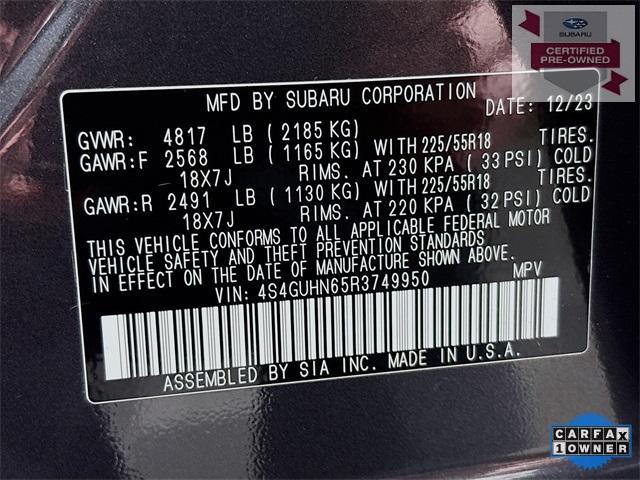 SUBARU
CERTIFIED
PRE-OWNED
MFD BY SUBARU CORPORATION DATE: 12/23
GVWR: 4817 LB (2185 KG)
GAWR:F 2568 LB (1165 KG) WITH 225/55R18 TIRES.
18X7J RIMS. AT 230 KPA (33 PSI) COLD
GAWR:R 2491 LB (1130 KG) WITH 225/55R18 TIRES.
18X7J RIMS. AT 220 KPA (32 PSI) COLD
THIS VEHICLE CONFORMS TO ALL APPLICABLE FEDERAL MOTOR
VEHICLE SAFETY AND THEFT PREVENTION STANDARDS
IN EFFECT ON THE DATE OF MANUFACTURE SHOWN ABOVE.
VIN: 4S4GUHN65R3749950 MPV
ASSEMBLED BY SIA INC. MADE IN U.S.A.
CARFAX
1 OWNER